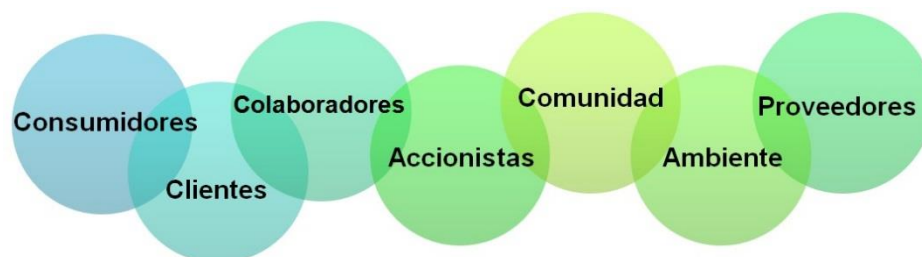 Consumidores
Clientes
Colaboradores
Accionistas
Comunidad
Ambiente
Proveedores